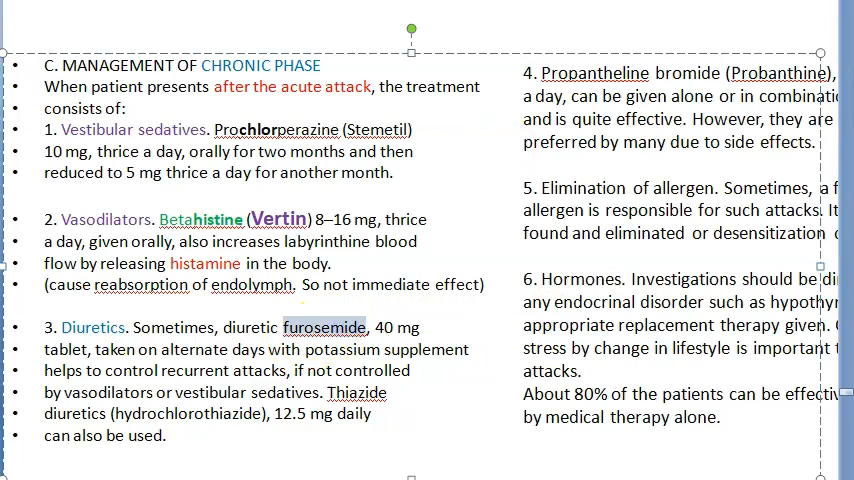 C. MANAGEMENT OF CHRONIC PHASE
When patient presents after the acute attack, the treatment
consists of:
1. Vestibular sedatives. Prochlorperazine (Stemetil)
10 mg, thrice a day, orally for two months and then
reduced to 5 mg thrice a day for another month.
2. Vasodilators. Betahistine (Vertin) 8–16 mg, thrice
a day, given orally, also increases labyrinthine blood
flow by releasing histamine in the body.
(cause reabsorption of endolymph. So not immediate effect)
3. Diuretics. Sometimes, diuretic furosemide, 40 mg
tablet, taken on alternate days with potassium supplement
helps to control recurrent attacks, if not controlled
by vasodilators or vestibular sedatives. Thiazide
diuretics (hydrochlorothiazide), 12.5 mg daily
can also be used.
4. Propantheline bromide (Probanthine),
a day, can be given alone or in combinati
and is quite effective. However, they are
preferred by many due to side effects.
5. Elimination of allergen. Sometimes, a f
allergen is responsible for such attacks. It
found and eliminated or desensitization
6. Hormones. Investigations should be di
any endocrinal disorder such as hypothyr
appropriate replacement therapy given.
stress by change in lifestyle is important t
attacks.
About 80% of the patients can be effectiv
by medical therapy alone.